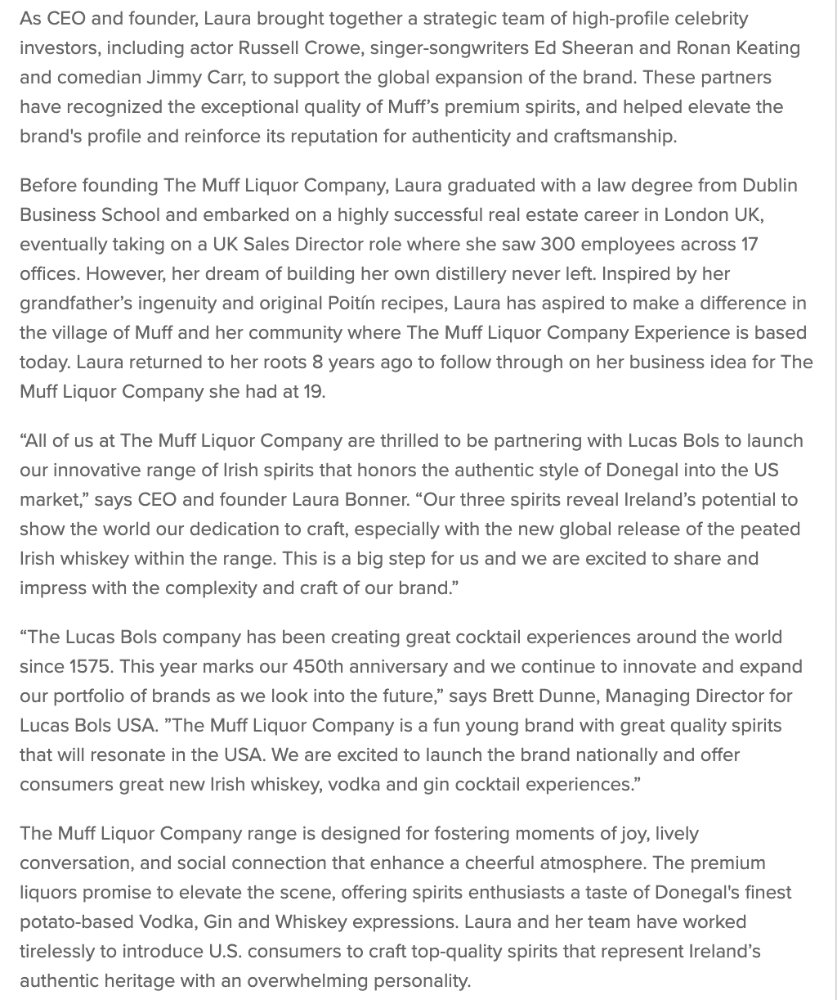 As CEO and founder, Laura brought together a strategic team of high-profile celebrity
investors, including actor Russell Crowe, singer-songwriters Ed Sheeran and Ronan Keating
and comedian Jimmy Carr, to support the global expansion of the brand. These partners
have recognized the exceptional quality of Muff’s premium spirits, and helped elevate the
brand's profile and reinforce its reputation for authenticity and craftsmanship.
Before founding The Muff Liquor Company, Laura graduated with a law degree from Dublin
Business School and embarked on a highly successful real estate career in London UK,
eventually taking on a UK Sales Director role where she saw 300 employees across 17
offices. However, her dream of building her own distillery never left. Inspired by her
grandfather’s ingenuity and original Poitín recipes, Laura has aspired to make a difference in
the village of Muff and her community where The Muff Liquor Company Experience is based
today. Laura returned to her roots 8 years ago to follow through on her business idea for The
Muff Liquor Company she had at 19.
“All of us at The Muff Liquor Company are thrilled to be partnering with Lucas Bols to launch
our innovative range of Irish spirits that honors the authentic style of Donegal into the US
market,” says CEO and founder Laura Bonner. “Our three spirits reveal Ireland’s potential to
show the world our dedication to craft, especially with the new global release of the peated
Irish whiskey within the range. This is a big step for us and we are excited to share and
impress with the complexity and craft of our brand.”
“The Lucas Bols company has been creating great cocktail experiences around the world
since 1575. This year marks our 450th anniversary and we continue to innovate and expand
our portfolio of brands as we look into the future,” says Brett Dunne, Managing Director for
Lucas Bols USA. ”The Muff Liquor Company is a fun young brand with great quality spirits
that will resonate in the USA. We are excited to launch the brand nationally and offer
consumers great new Irish whiskey, vodka and gin cocktail experiences.”
The Muff Liquor Company range is designed for fostering moments of joy, lively
conversation, and social connection that enhance a cheerful atmosphere. The premium
liquors promise to elevate the scene, offering spirits enthusiasts a taste of Donegal's finest
potato-based Vodka, Gin and Whiskey expressions. Laura and her team have worked
tirelessly to introduce U.S. consumers to craft top-quality spirits that represent Ireland’s
authentic heritage with an overwhelming personality.